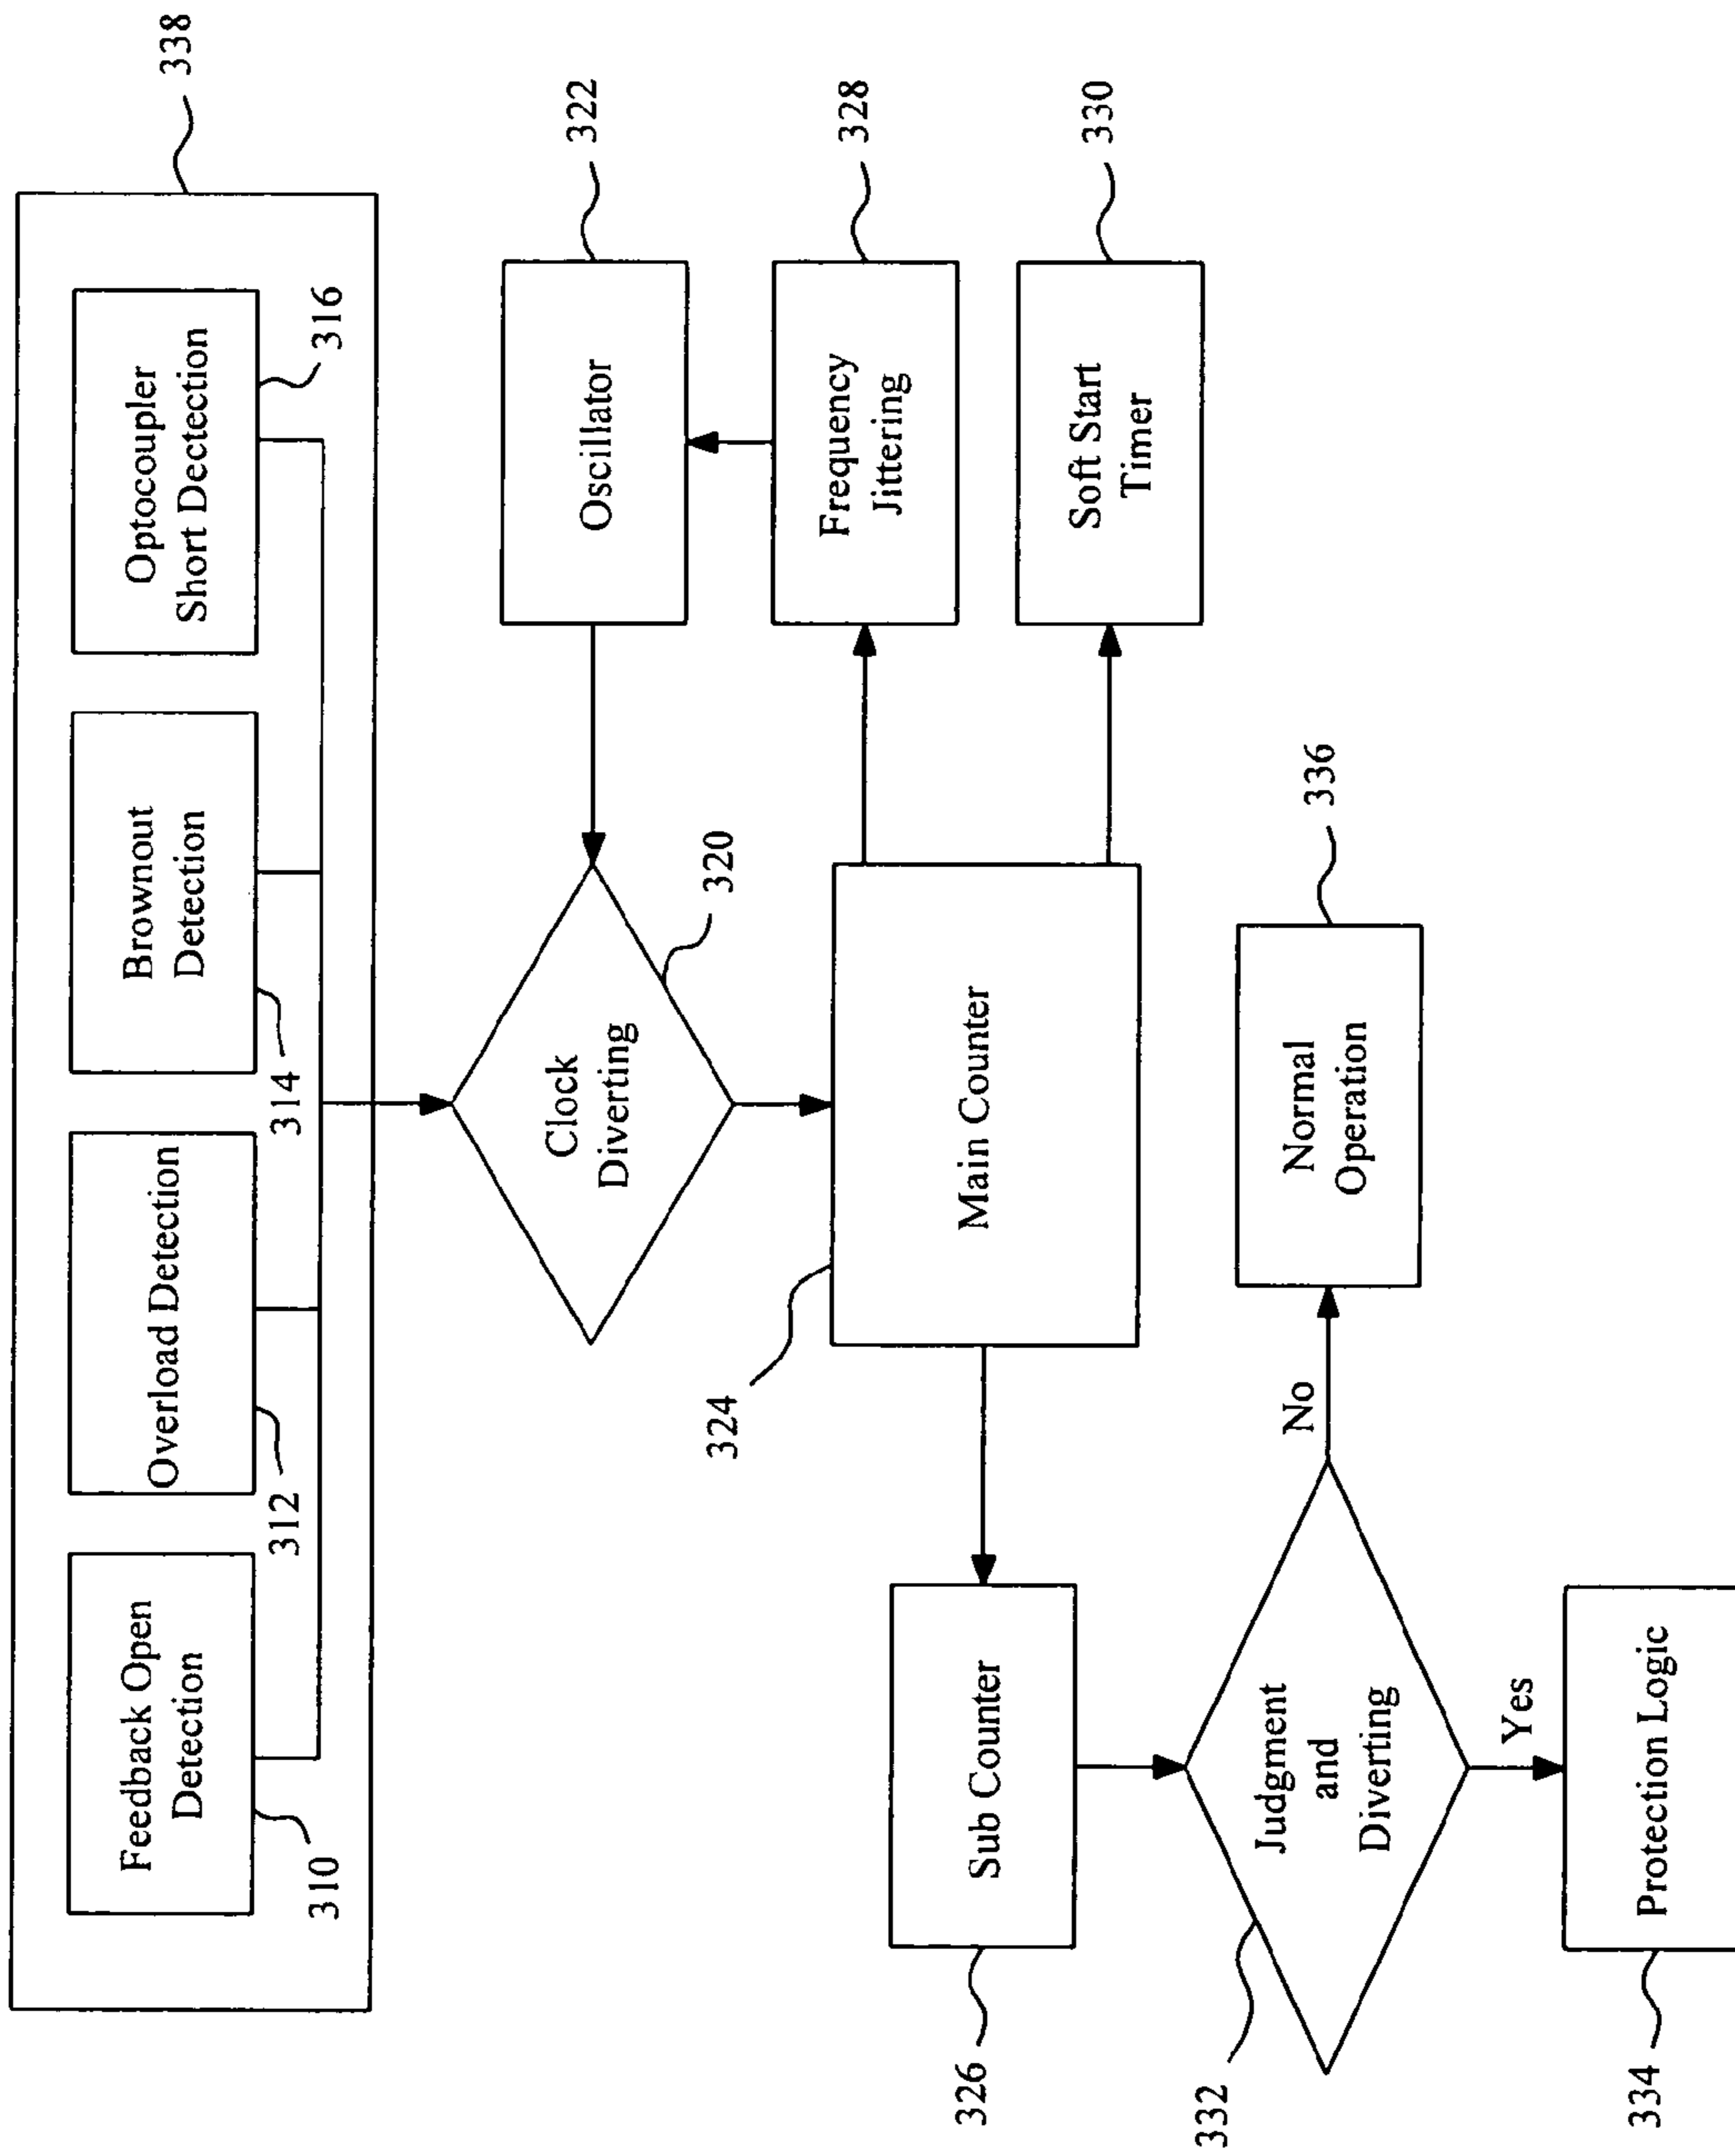 338
Feedback Open
Detection
310
Overload Detection
312
Brownout
Detection
314
Optocoupler
Short Dectection
316
Clock
Diverting
320
Oscillator
322
Main Counter
324
Frequency
Jittering
328
Soft Start
Timer
330
Sub Counter
326
Judgment
and
Diverting
332
No
Normal
Operation
336
Yes
Protection Logic
334